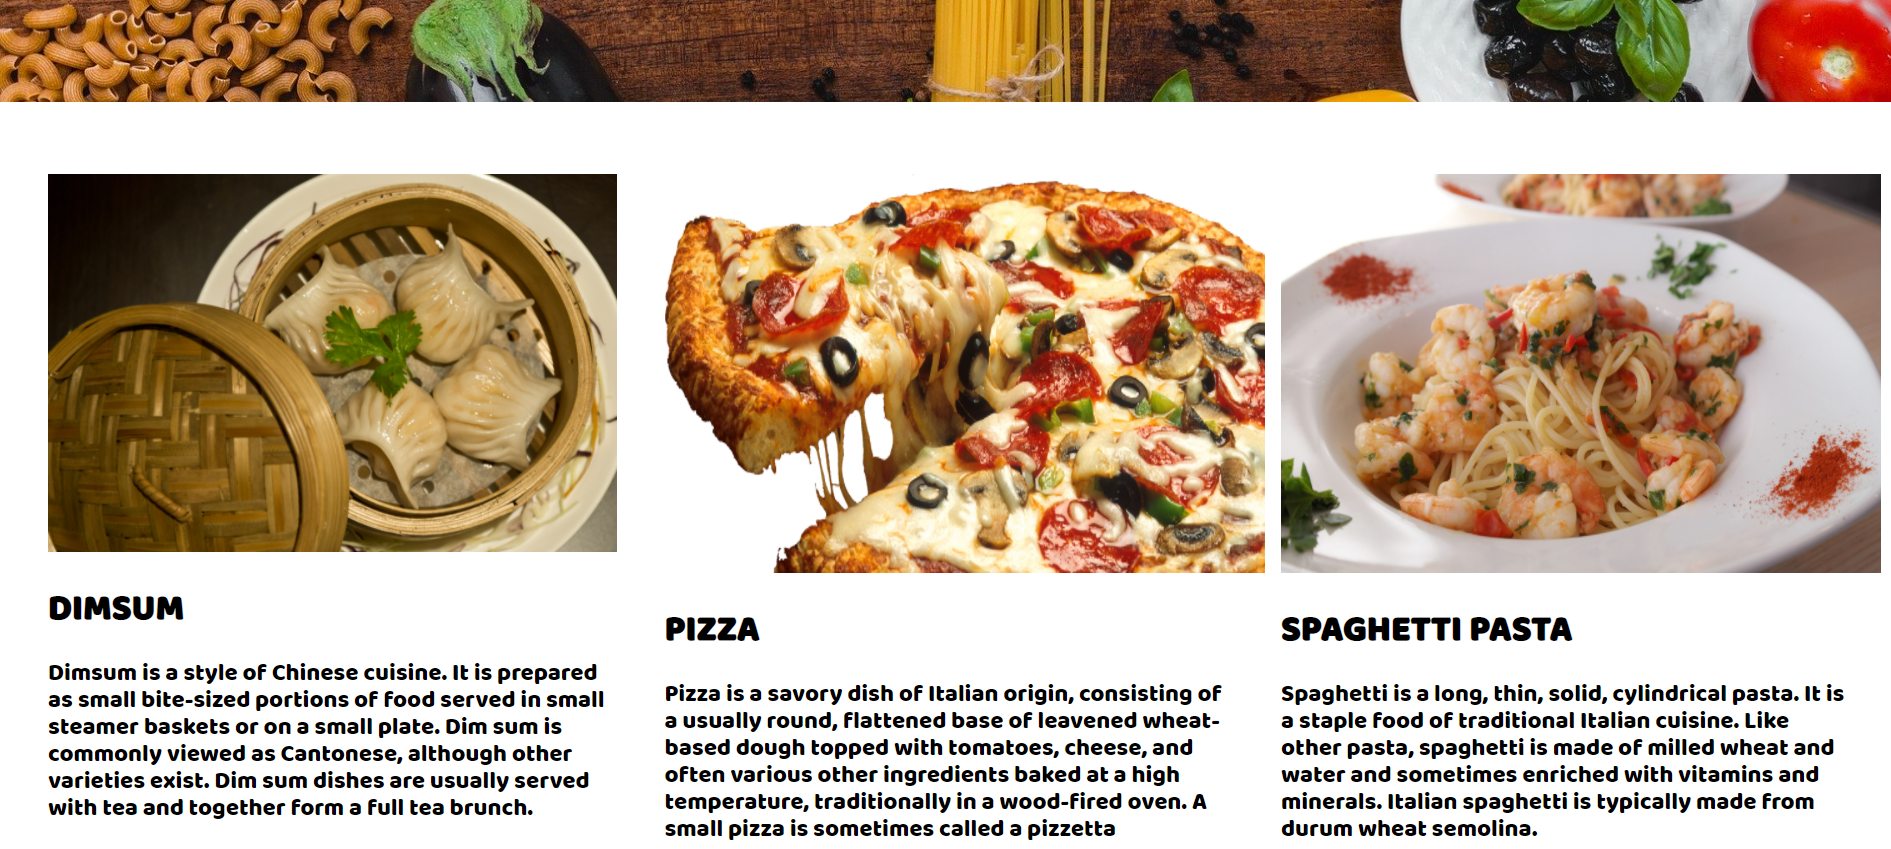 DIMSUM
Dimsum is a style of Chinese cuisine. It is prepared
as small bite-sized portions of food served in small
steamer baskets or on a small plate. Dim sum is
commonly viewed as Cantonese, although other
varieties exist. Dim sum dishes are usually served
with tea and together form a full tea brunch.
PIZZA
Pizza is a savory dish of Italian origin, consisting of
a usually round, flattened base of leavened wheat-
based dough topped with tomatoes, cheese, and
often various other ingredients baked at a high
temperature, traditionally in a wood-fired oven. A
small pizza is sometimes called a pizzetta
SPAGHETTI PASTA
Spaghetti is a long, thin, solid, cylindrical pasta. It is
a staple food of traditional Italian cuisine. Like
other pasta, spaghetti is made of milled wheat and
water and sometimes enriched with vitamins and
minerals. Italian spaghetti is typically made from
durum wheat semolina.